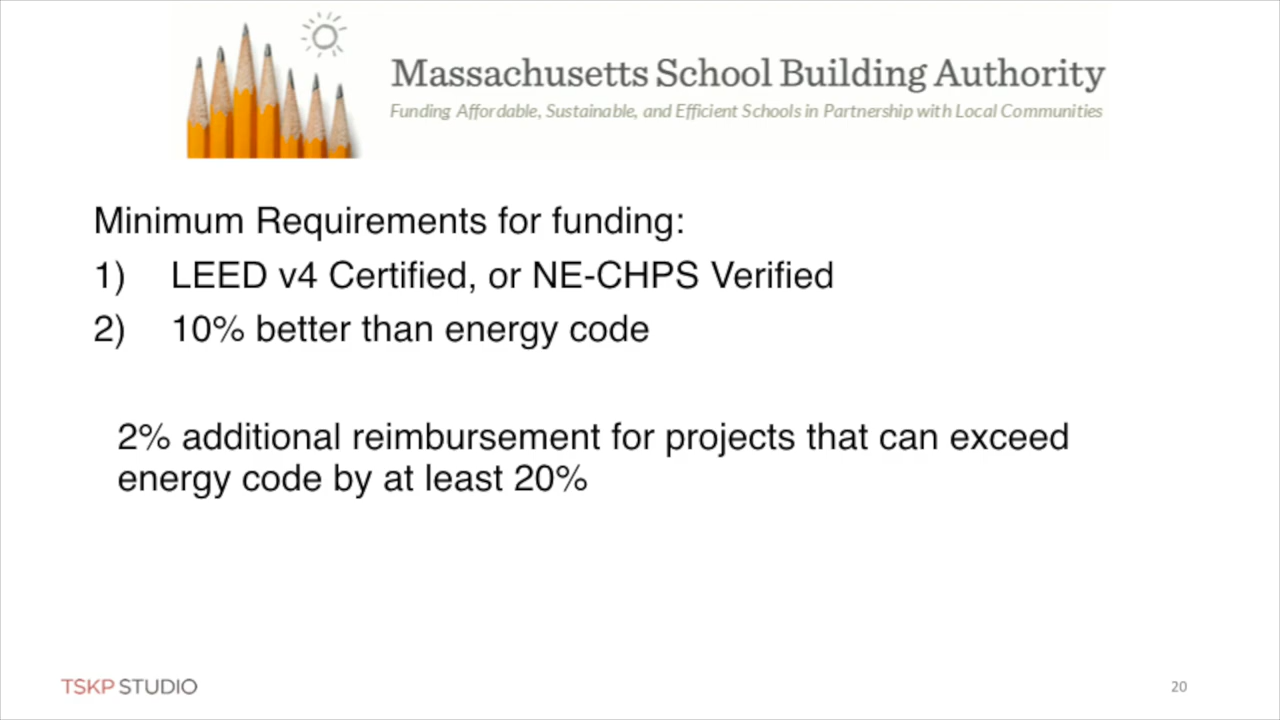 Massachusetts School Building Authority
Funding Affordable, Sustainable, and Efficient Schools in Partnership with Local Communities
Minimum Requirements for funding:
1) LEED v4 Certified, or NE-CHPS Verified
2) 10% better than energy code
2% additional reimbursement for projects that can exceed
energy code by at least 20%
TSKP STUDIO
20